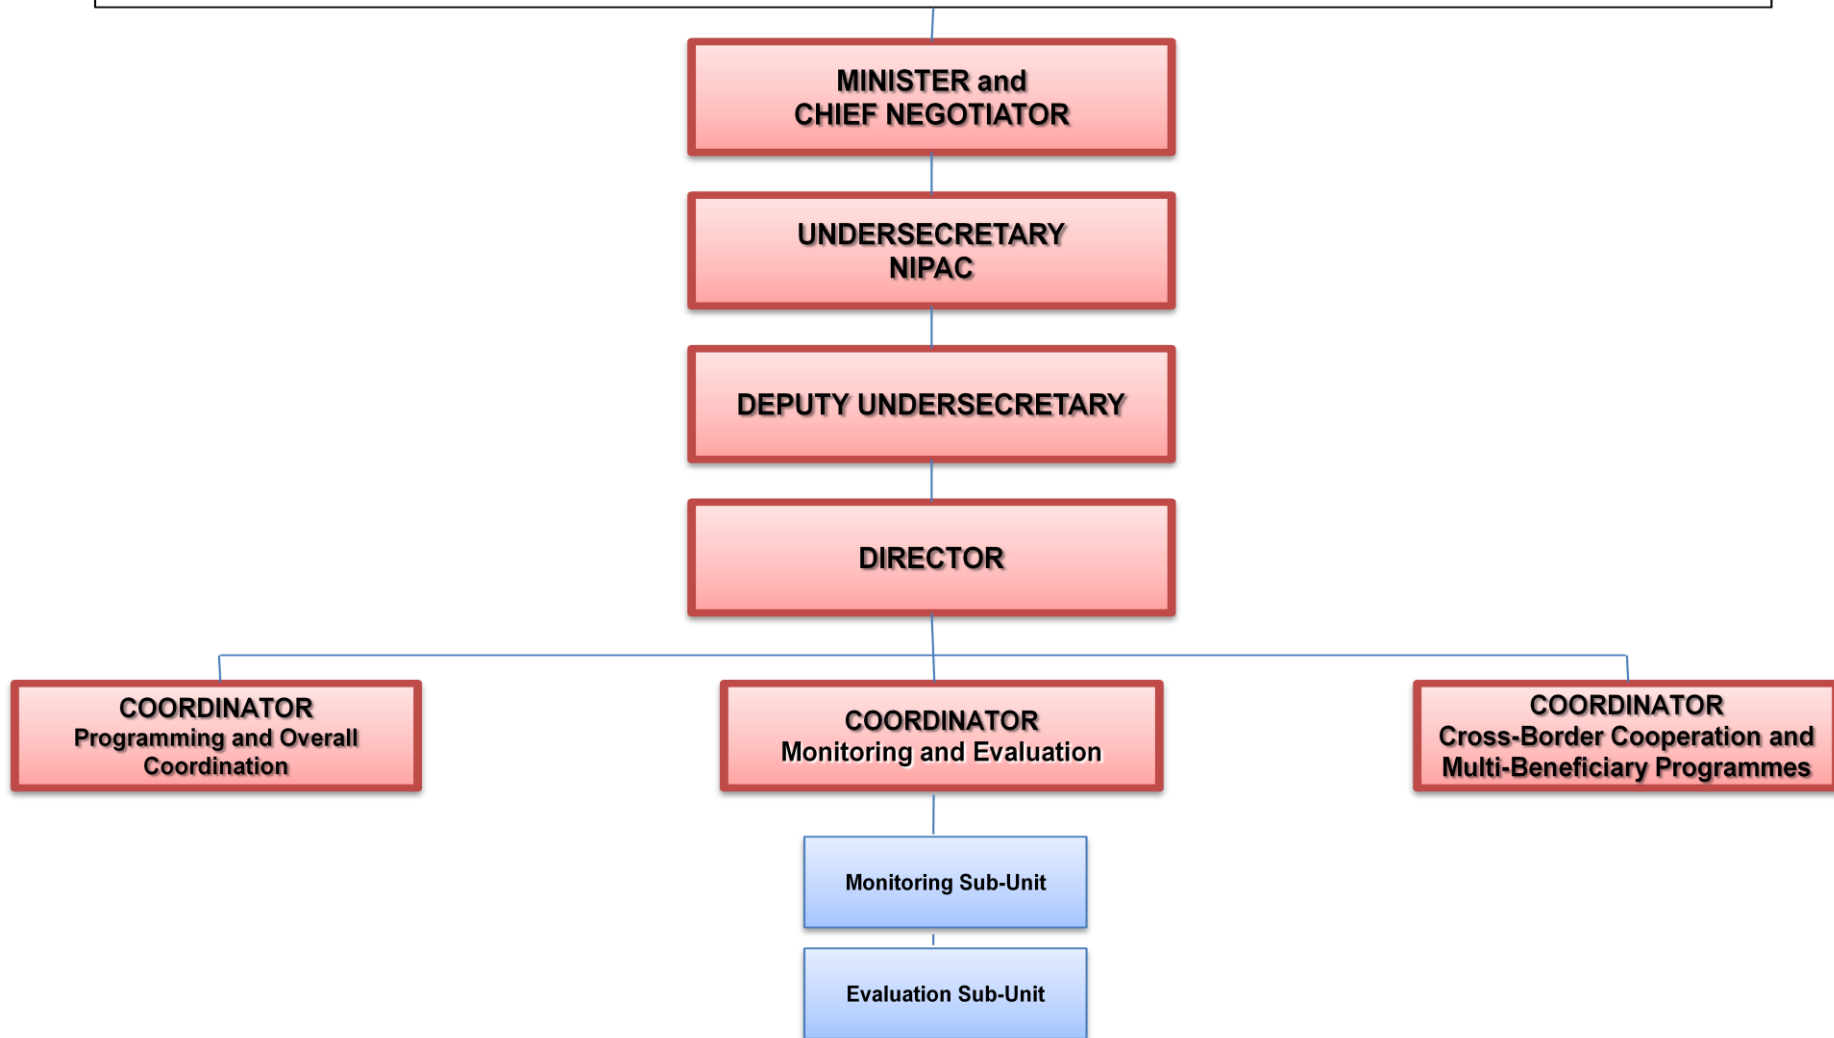 MINISTER and
CHIEF NEGOTIATOR
UNDERSECRETARY
NIPAC
DEPUTY UNDERSECRETARY
DIRECTOR
COORDINATOR
Programming and Overall
Coordination
COORDINATOR
Monitoring and Evaluation
COORDINATOR
Cross-Border Cooperation and
Multi-Beneficiary Programmes
Monitoring Sub-Unit
Evaluation Sub-Unit